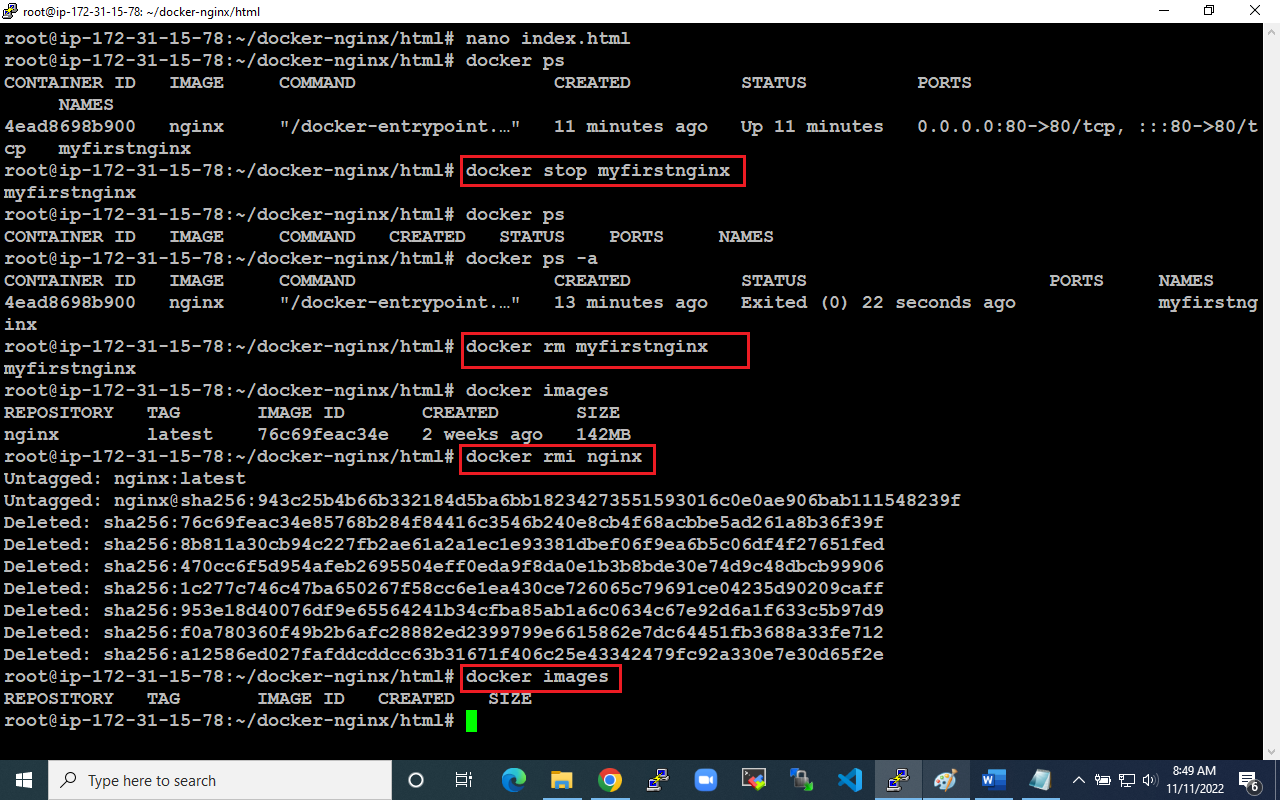 root@ip-172-31-15-78: ~/docker-nginx/html
root@ip-172-31-15-78:~/docker-nginx/html# nano index.html
root@ip-172-31-15-78:~/docker-nginx/html# docker ps
CONTAINER ID   IMAGE     COMMAND                  CREATED          STATUS          PORTS
     NAMES
4ead8698b900   nginx     "/docker-entrypoint.…"   11 minutes ago   Up 11 minutes   0.0.0.0:80->80/tcp, :::80->80/t
cp   myfirstnginx
root@ip-172-31-15-78:~/docker-nginx/html# docker stop myfirstnginx
myfirstnginx
root@ip-172-31-15-78:~/docker-nginx/html# docker ps
CONTAINER ID   IMAGE     COMMAND   CREATED   STATUS    PORTS     NAMES
root@ip-172-31-15-78:~/docker-nginx/html# docker ps -a
CONTAINER ID   IMAGE     COMMAND                  CREATED          STATUS                      PORTS     NAMES
4ead8698b900   nginx     "/docker-entrypoint.…"   13 minutes ago   Exited (0) 22 seconds ago             myfirstng
inx
root@ip-172-31-15-78:~/docker-nginx/html# docker rm myfirstnginx
myfirstnginx
root@ip-172-31-15-78:~/docker-nginx/html# docker images
REPOSITORY   TAG       IMAGE ID       CREATED       SIZE
nginx        latest    76c69feac34e   2 weeks ago   142MB
root@ip-172-31-15-78:~/docker-nginx/html# docker rmi nginx
Untagged: nginx:latest
Untagged: nginx@sha256:943c25b4b66b332184d5ba6bb18234273551593016c0e0ae906bab111548239f
Deleted: sha256:76c69feac34e85768b284f84416c3546b240e8cb4f68acbbe5ad261a8b36f39f
Deleted: sha256:8b811a30cb94c227fb2ae61a2a1ec1e93381dbef06f9ea6b5c06df4f27651fed
Deleted: sha256:470cc6f5d954afeb2695504eff0eda9f8da0e1b3b8bde30e74d9c48dbcb99906
Deleted: sha256:1c277c746c47ba650267f58cc6e1ea430ce726065c79691ce04235d90209caff
Deleted: sha256:953e18d40076df9e65564241b34cfba85ab1a6c0634c67e92d6a1f633c5b97d9
Deleted: sha256:f0a780360f49b2b6afc28882ed2399799e6615862e7dc64451fb3688a33fe712
Deleted: sha256:a12586ed027fafddcddcc63b31671f406c25e43342479fc92a330e7e30d65f2e
root@ip-172-31-15-78:~/docker-nginx/html# docker images
REPOSITORY   TAG       IMAGE ID   CREATED   SIZE
root@ip-172-31-15-78:~/docker-nginx/html#
Type here to search
8:49 AM
11/11/2022
6